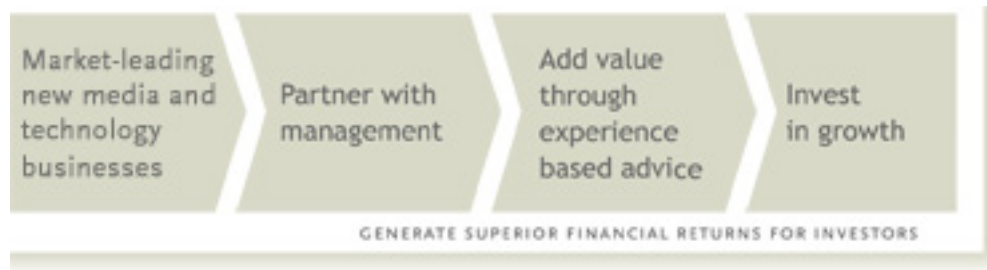 Market-leading
new media and
technology
businesses
Partner with
management
Add value
through
experience
based advice
Invest
in growth
GENERATE SUPERIOR FINANCIAL RETURNS FOR INVESTORS